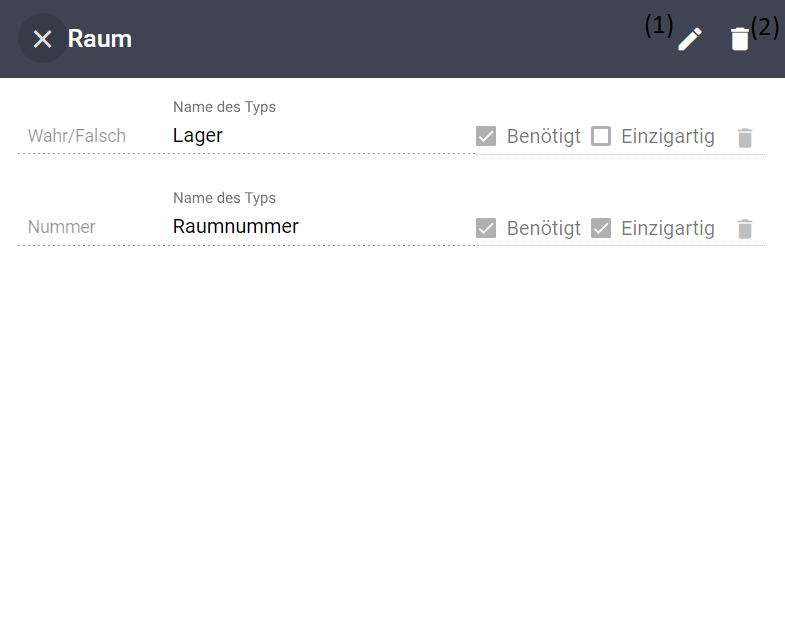 Raum (1) (2)
Name des Typs
Wahr/Falsch Lager Benötigt Einzigartig
Name des Typs
Nummer Raumnummer Benötigt Einzigartig